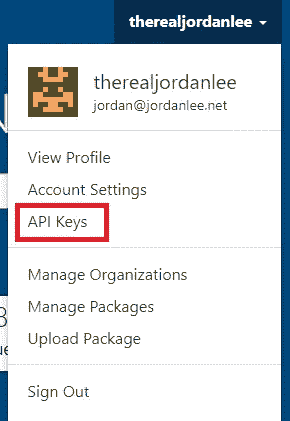 therealjordanlee
therealjordanlee
jordan@jordanlee.net
View Profile
Account Settings
API Keys
Manage Organizations
Manage Packages
Upload Package
Sign Out